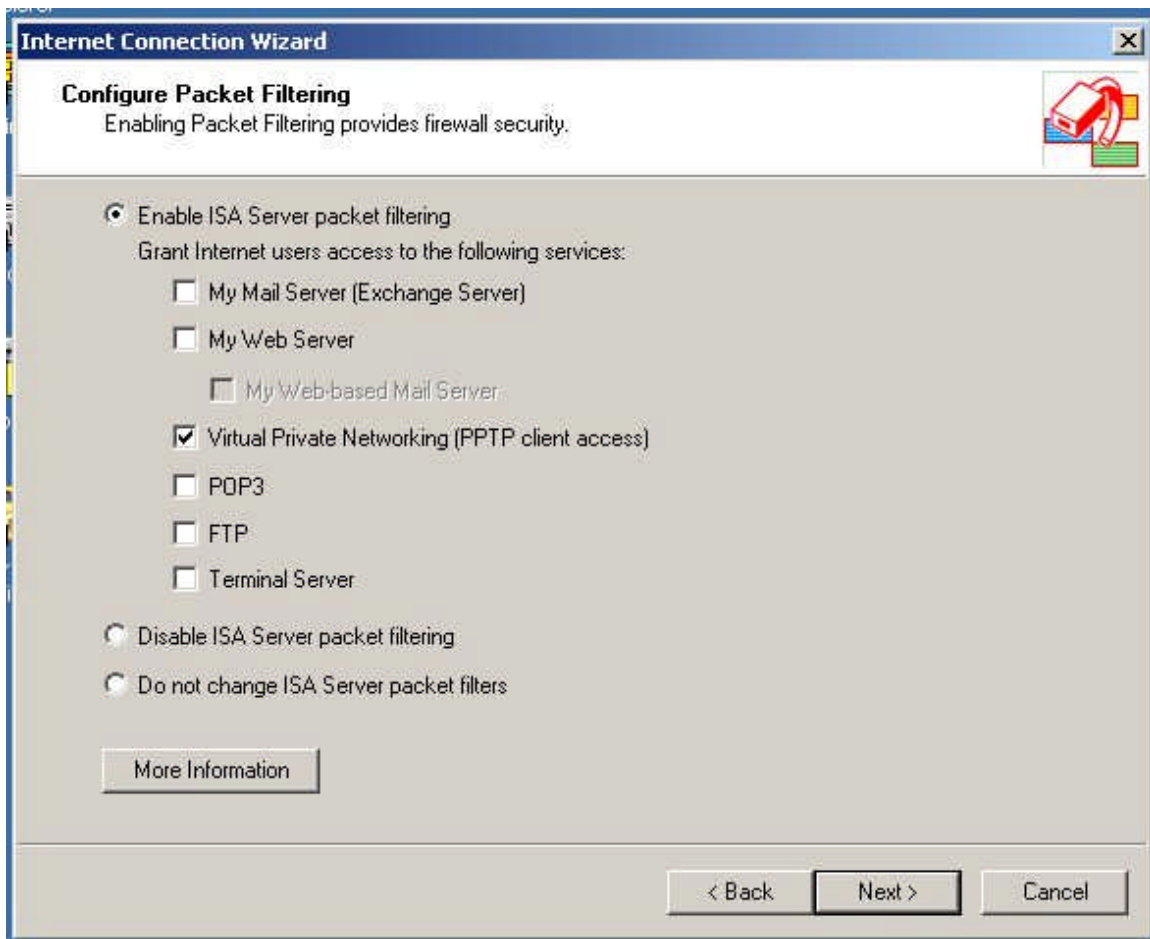 Internet Connection Wizard
Configure Packet Filtering
Enabling Packet Filtering provides firewall security.
Enable ISA Server packet filtering
Grant Internet users access to the following services:
My Mail Server (Exchange Server)
My Web Server
My Web-based Mail Server
Virtual Private Networking (PPTP client access)
POP3
FTP
Terminal Server
Disable ISA Server packet filtering
Do not change ISA Server packet filters
More Information
< Back
Next >
Cancel